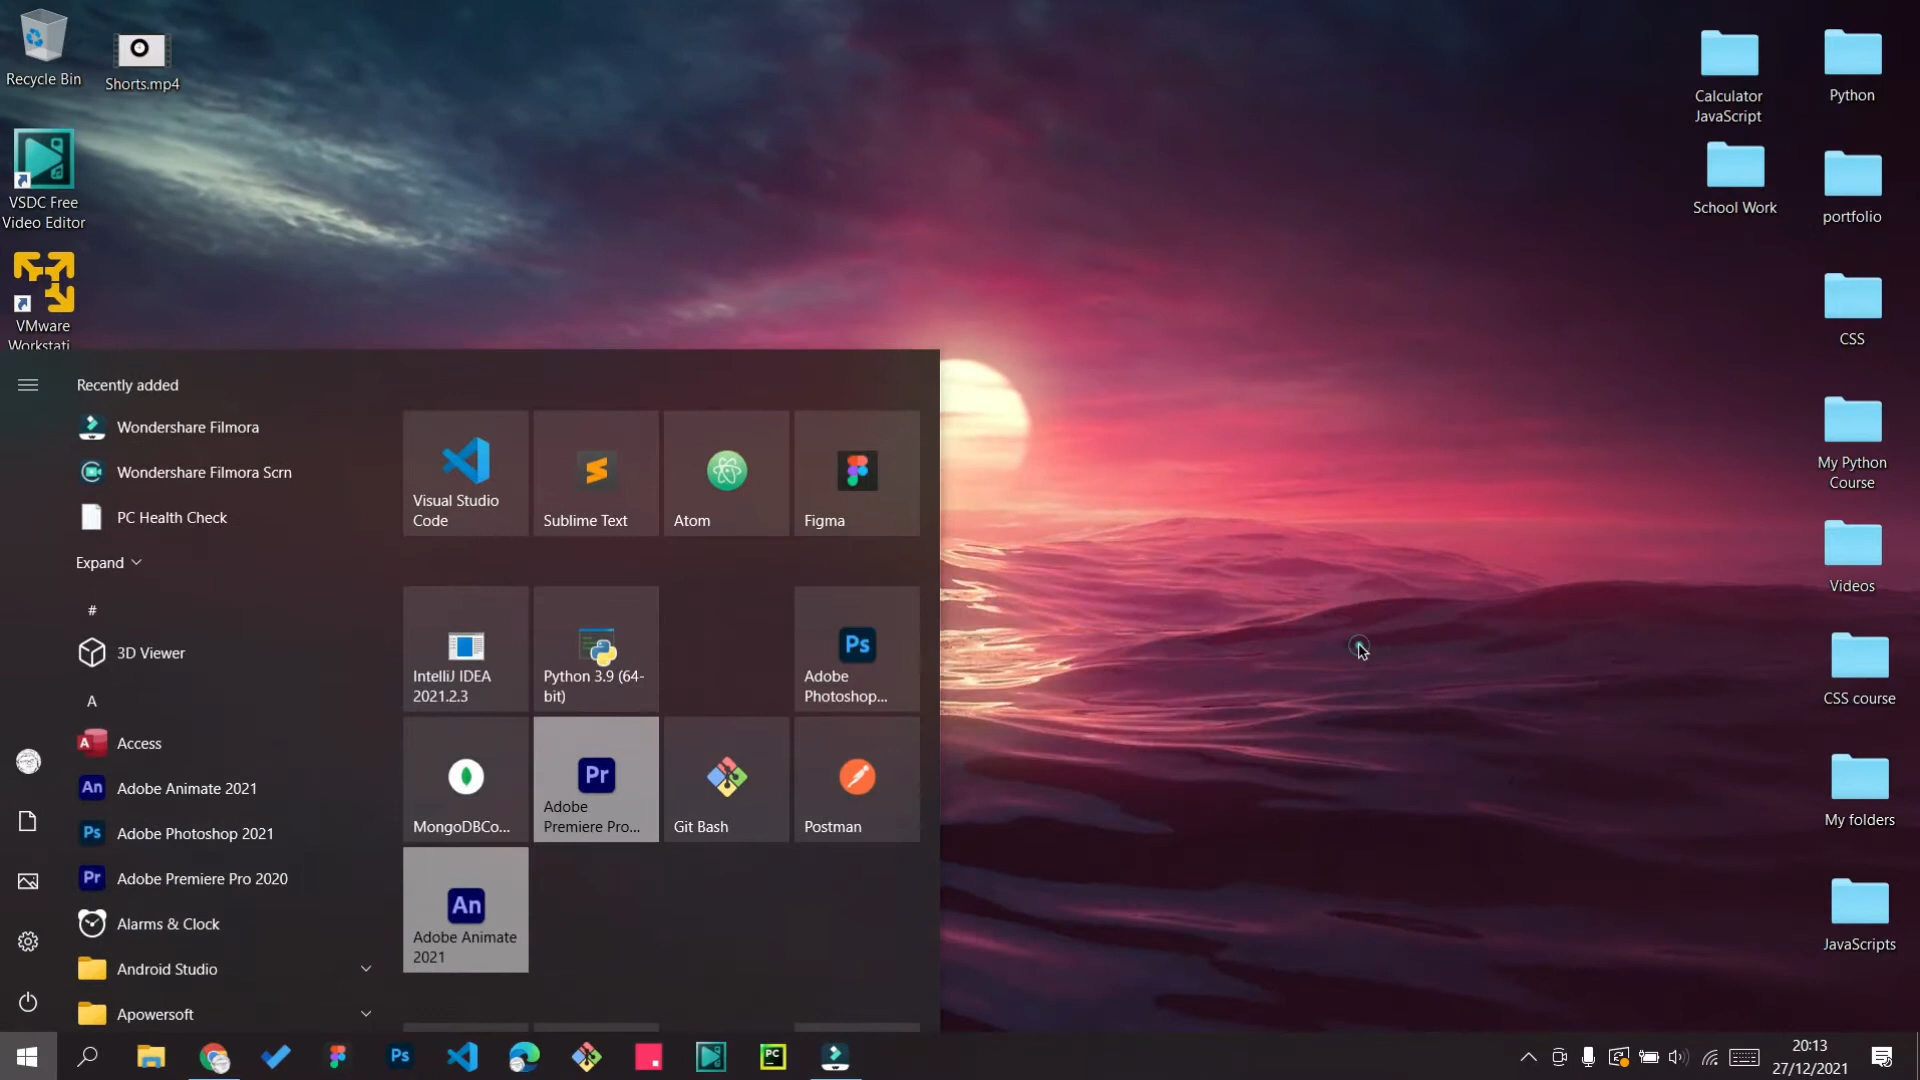 Recycle Bin
Shorts.mp4
VSDC Free
Video Editor
VMware
Workstati...
Calculator
JavaScript
Python
School Work
portfolio
CSS
My Python
Course
Videos
CSS course
My folders
JavaScripts
Recently added
Wondershare Filmora
Wondershare Filmora Scrn
PC Health Check
Expand
#
3D Viewer
A
Access
Adobe Animate 2021
Adobe Photoshop 2021
Adobe Premiere Pro 2020
Alarms & Clock
Android Studio
Apowersoft
Visual Studio
Code
Sublime Text
Atom
Figma
IntelliJ IDEA
2021.2.3
Python 3.9 (64-
bit)
Ps
Adobe
Photoshop...
MongoDBCo...
Pr
Adobe
Premiere Pro...
Git Bash
Postman
An
Adobe Animate
2021
A
An
Ps
Pr
Ps
PC
20:13
27/12/2021